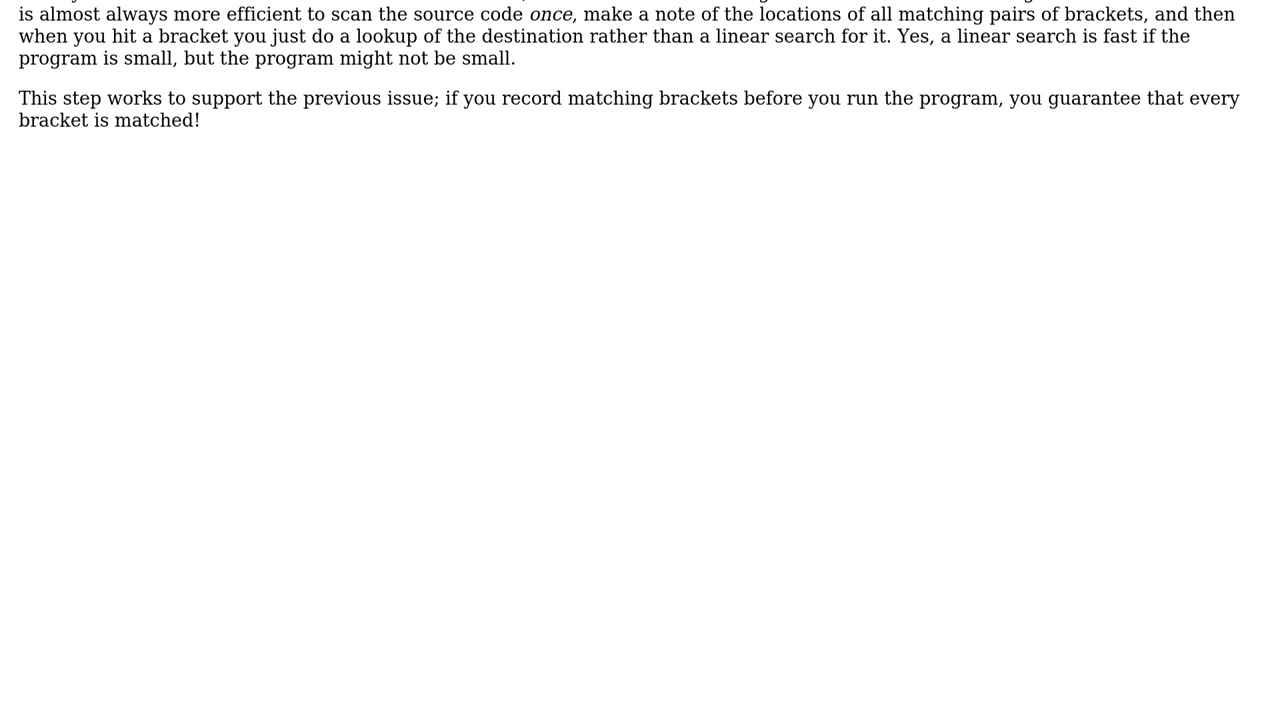 is almost always more efficient to scan the source code once, make a note of the locations of all matching pairs of brackets, and then
when you hit a bracket you just do a lookup of the destination rather than a linear search for it. Yes, a linear search is fast if the
program is small, but the program might not be small.
This step works to support the previous issue; if you record matching brackets before you run the program, you guarantee that every
bracket is matched!